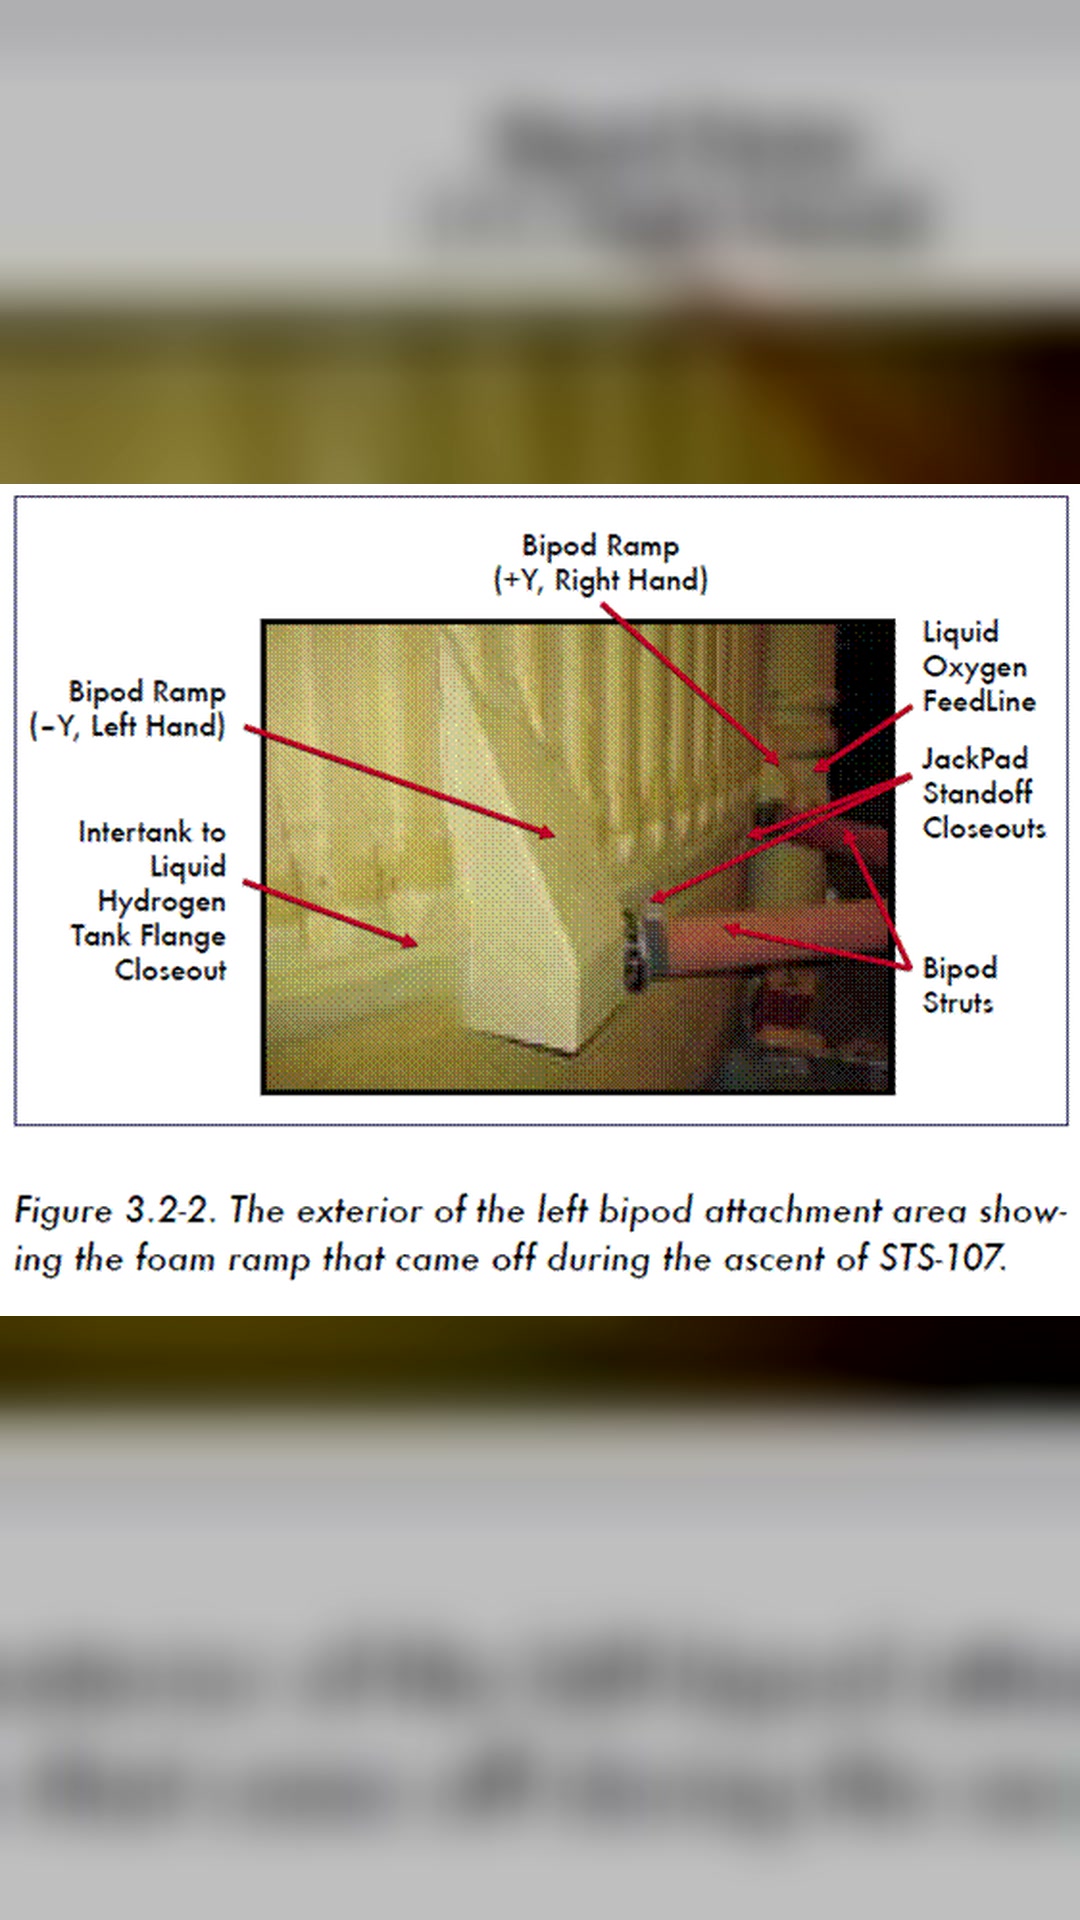 Bipod Ramp
(+Y, Right Hand)
Liquid
Oxygen
FeedLine
Bipod Ramp
(–Y, Left Hand)
JackPad
Standoff
Closeouts
Intertank to
Liquid
Hydrogen
Tank Flange
Closeout
Bipod
Struts
Figure 3.2-2. The exterior of the left bipod attachment area show-
ing the foam ramp that came off during the ascent of STS-107.